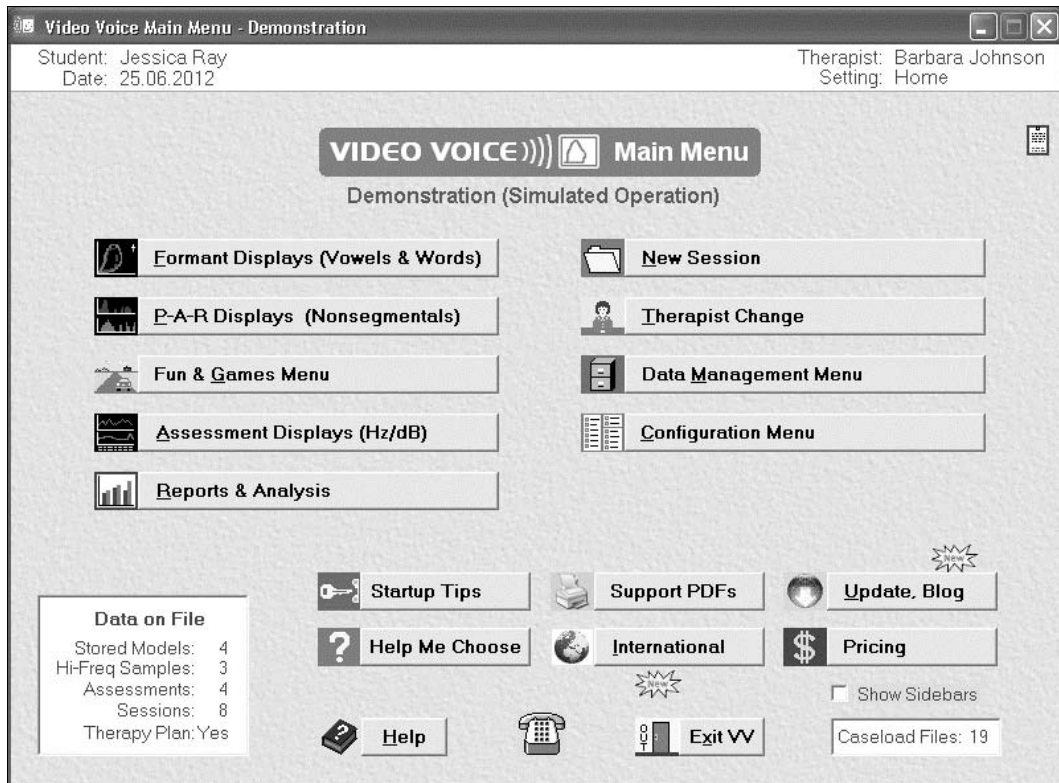 Video Voice Main Menu - Demonstration
Student: Jessica Ray
Date: 25.06.2012
Therapist: Barbara Johnson
Setting: Home
VIDEO VOICE Main Menu
Demonstration (Simulated Operation)
Formant Displays (Vowels & Words)
P-A-R Displays (Nonsegmentals)
Fun & Games Menu
Assessment Displays (Hz/dB)
Reports & Analysis
New Session
Therapist Change
Data Management Menu
Configuration Menu
Data on File
Stored Models: 4
Hi-Freq Samples: 3
Assessments: 4
Sessions: 8
Therapy Plan: Yes
Startup Tips
Support PDFs
New
Update, Blog
Help Me Choose
International
New
Pricing
Show Sidebars
Help
Exit VV
Caseload Files: 19